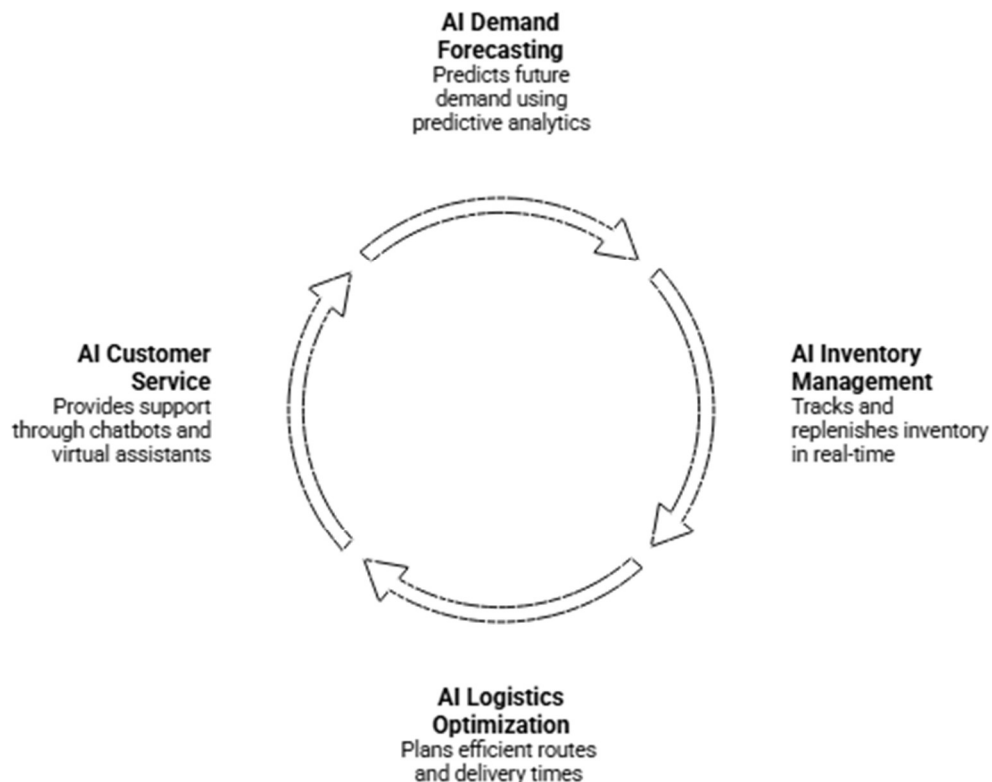 AI Demand
Forecasting
Predicts future
demand using
predictive analytics
AI Customer
Service
Provides support
through chatbots and
virtual assistants
AI Inventory
Management
Tracks and
replenishes inventory
in real-time
AI Logistics
Optimization
Plans efficient routes
and delivery times